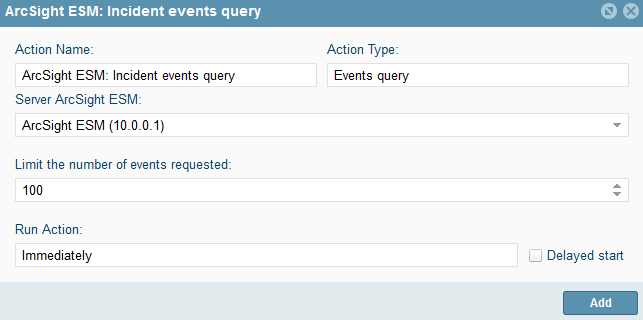 ArcSight ESM: Incident events query
Action Name: Action Type:
ArcSight ESM: Incident events query Events query
Server ArcSight ESM:
ArcSight ESM (10.0.0.1)
Limit the number of events requested:
100
Run Action:
Immediately Delayed start
Add